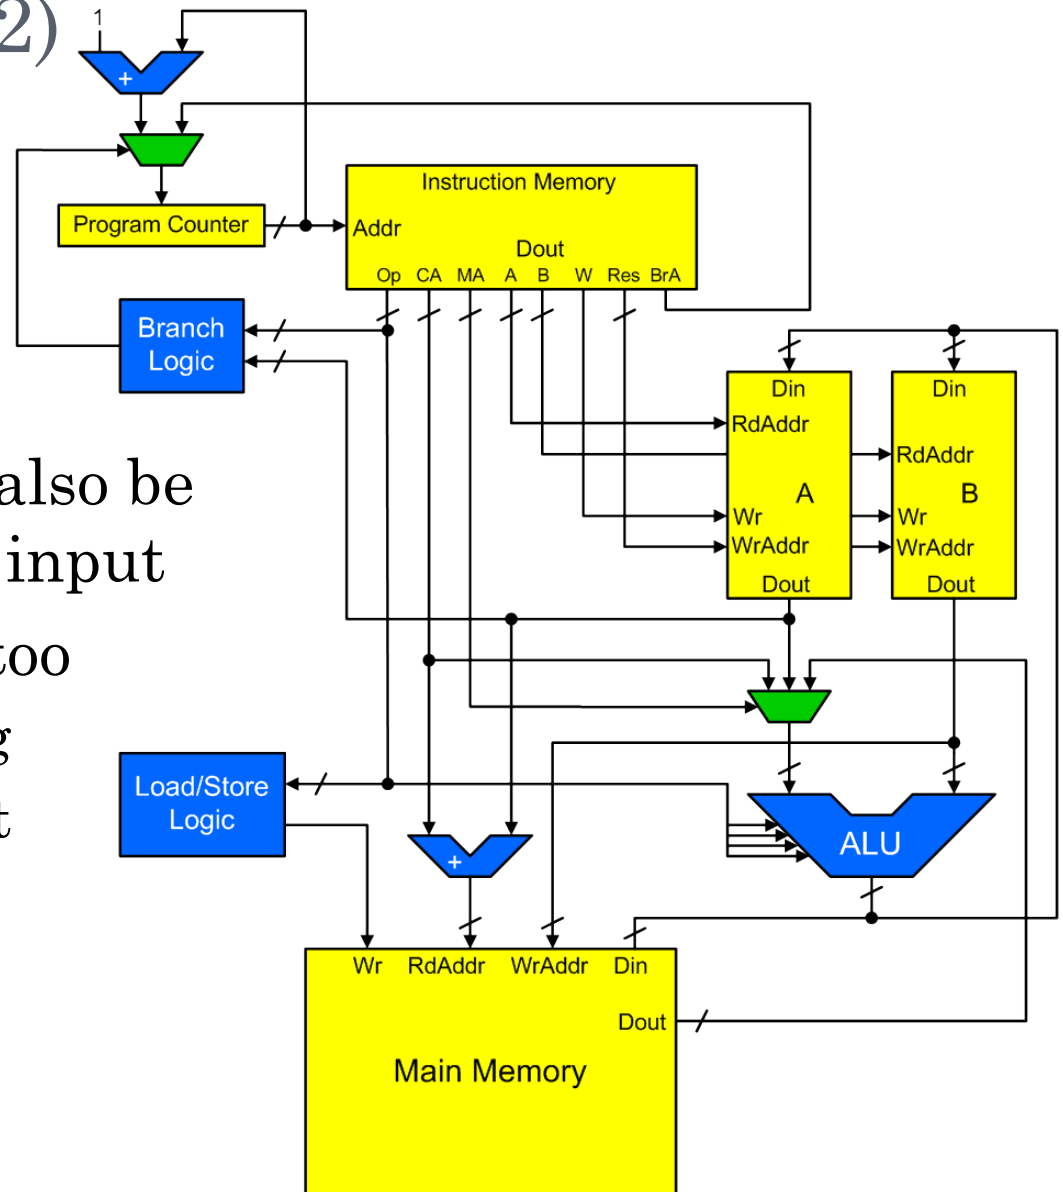 2)
1
+
Instruction Memory
Program Counter
Addr
Dout
Op CA MA A B W Res BrA
Branch
Logic
Din
Din
RdAddr
RdAddr
also be
A
B
Wr
Wr
input
WrAddr
WrAddr
Dout
Dout
too
g
Load/Store
Logic
t
ALU
+
Wr RdAddr WrAddr Din
Dout
Main Memory